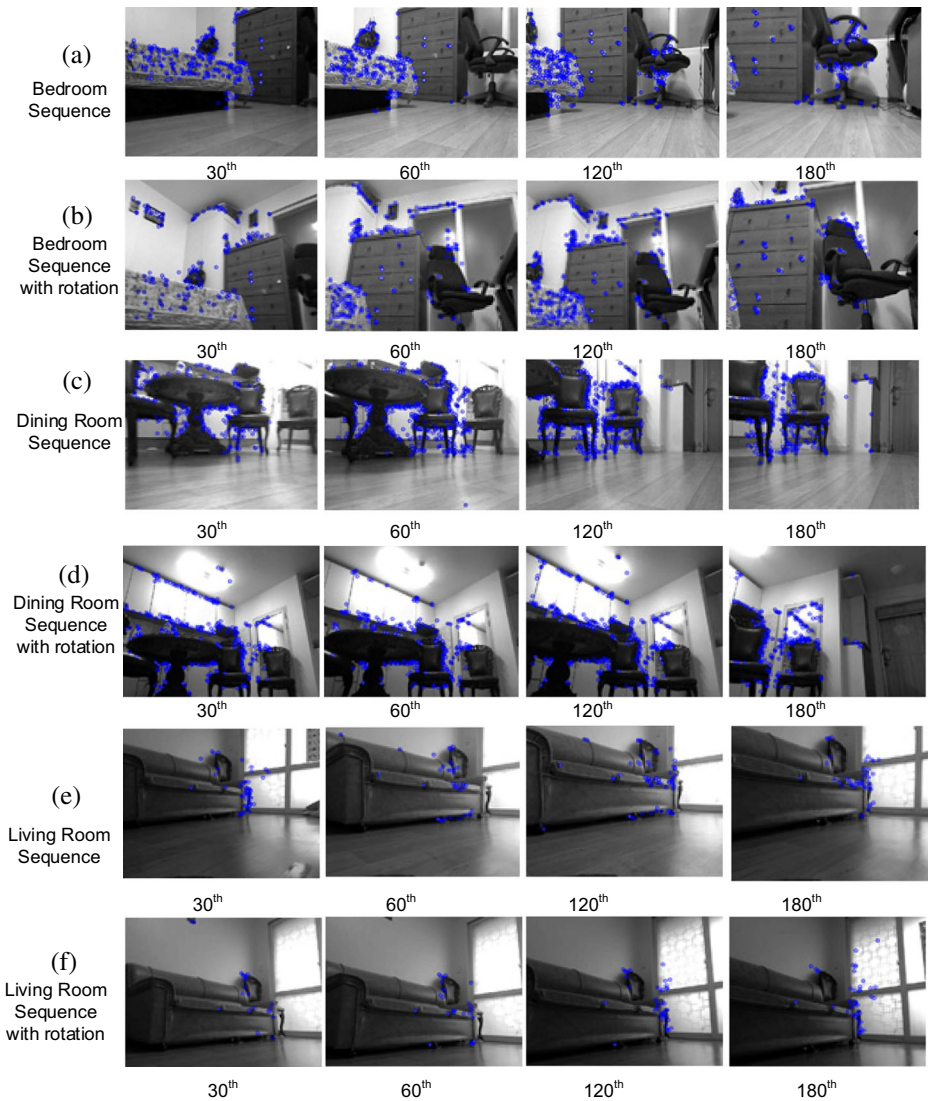 (a)
Bedroom
Sequence
30th 60th 120th 180th
(b)
Bedroom
Sequence
with rotation
30th 60th 120th 180th
(c)
Dining Room
Sequence
30th 60th 120th 180th
(d)
Dining Room
Sequence
with rotation
30th 60th 120th 180th
(e)
Living Room
Sequence
30th 60th 120th 180th
(f)
Living Room
Sequence
with rotation
30th 60th 120th 180th